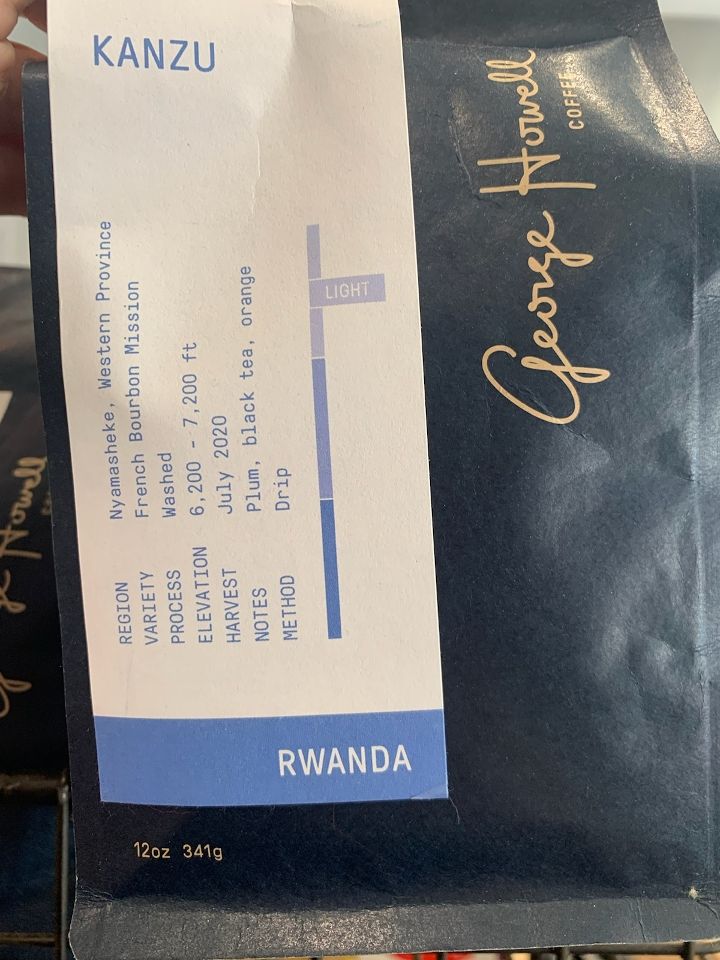 KANZU
REGION Nyamasheke, Western Province
VARIETY French Bourbon Mission
PROCESS Washed
ELEVATION 6,200 - 7,200 ft
HARVEST July 2020
NOTES Plum, black tea, orange
METHOD Drip
LIGHT
RWANDA
12oz 341g
George Howell
COFFEE
Howell